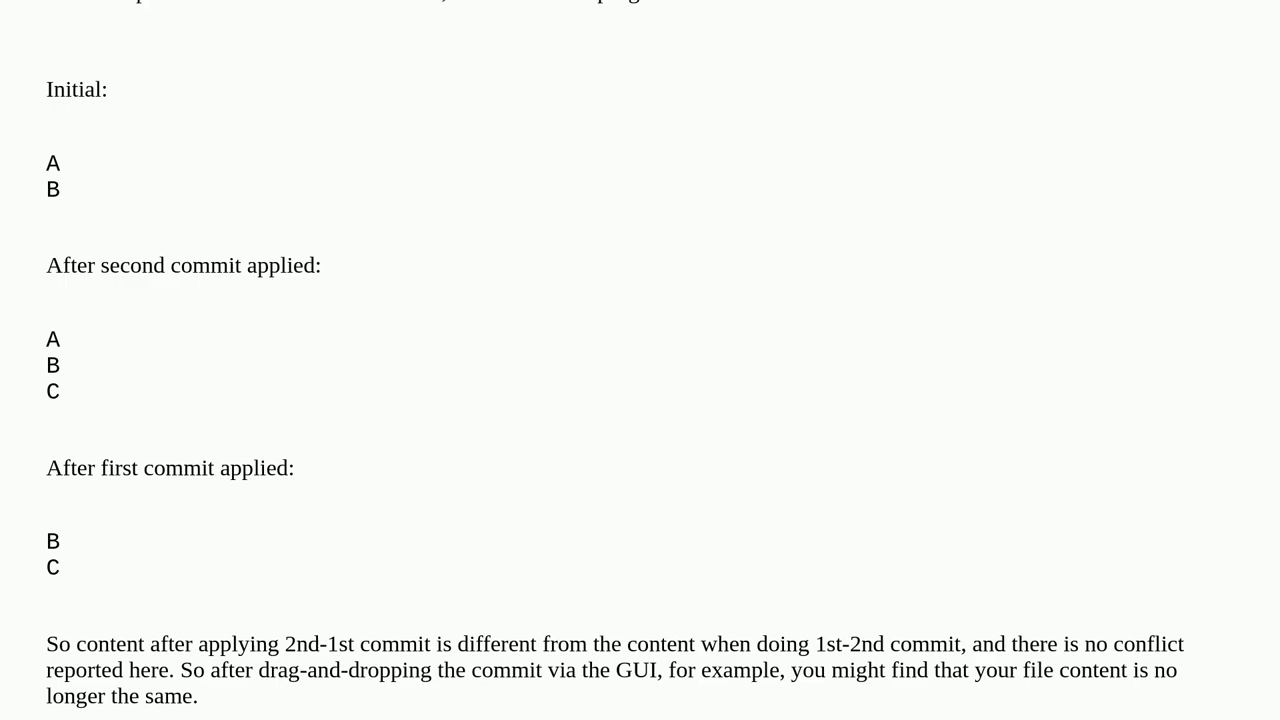 Initial:
A
B
After second commit applied:
A
B
C
After first commit applied:
B
C
So content after applying 2nd-1st commit is different from the content when doing 1st-2nd commit, and there is no conflict
reported here. So after drag-and-dropping the commit via the GUI, for example, you might find that your file content is no
longer the same.